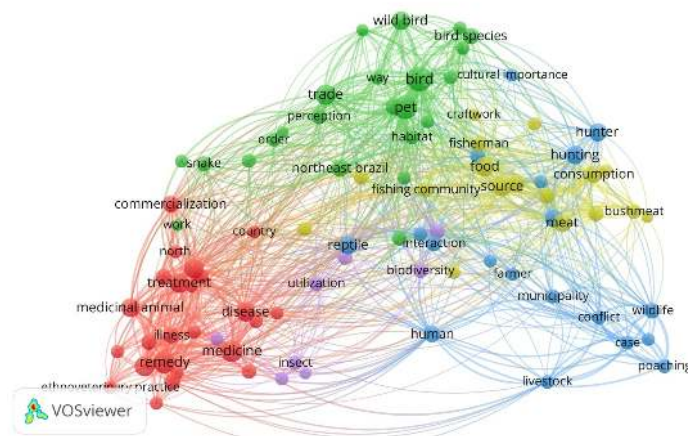 wild bird
bird species
way
bird
cultural importance
trade
pet
craftwork
perception
hunter
order
habitat
fisherman
hunting
snake
northeast brazil
food
consumption
fishing community
source
commercialization
bushmeat
work
country
meat
north
reptile
interaction
treatment
utilization
biodiversity
farmer
medicinal animal
disease
municipality
wildlife
conflict
illness
human
medicine
case
remedy
insect
poaching
ethnoveterinary practice
livestock
VOSviewer